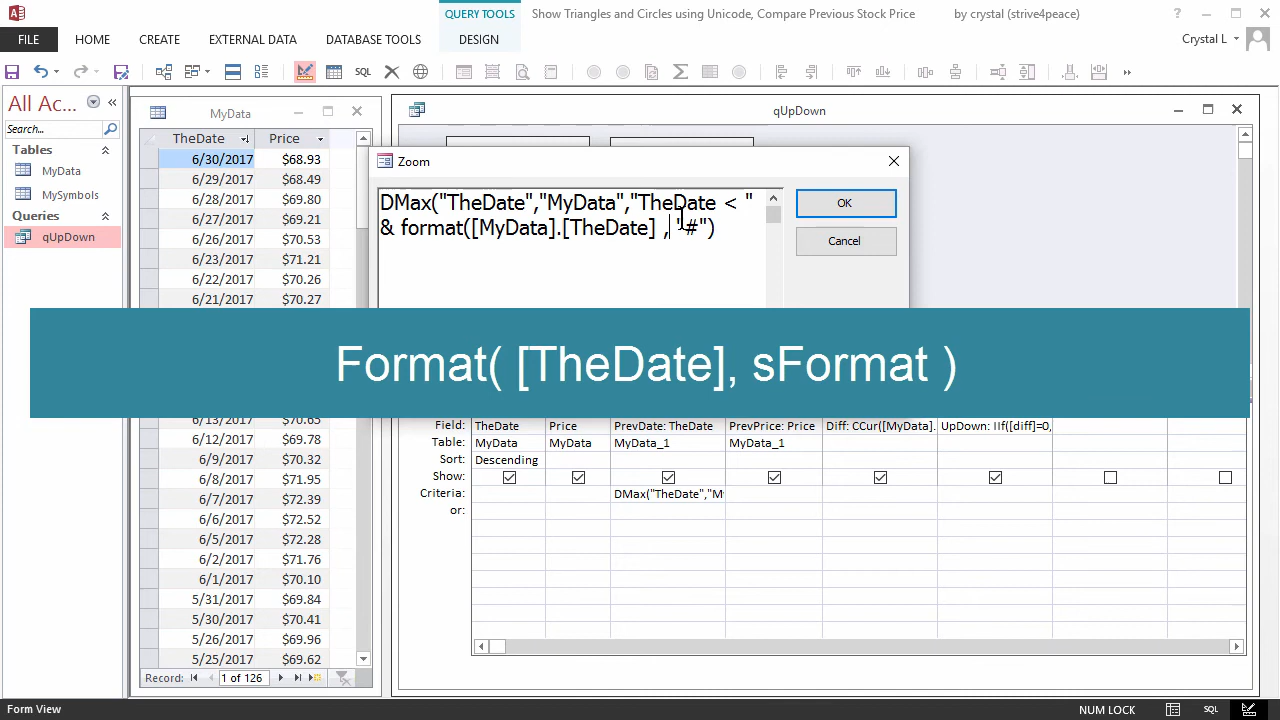 QUERY TOOLS
Show Triangles and Circles using Unicode, Compare Previous Stock Price
by crystal (strive4peace)
?
FILE
HOME
CREATE
EXTERNAL DATA
DATABASE TOOLS
DESIGN
Crystal L
SQL
All Ac...
Search...
Tables
MyData
MySymbols
Queries
qUpDown
MyData
TheDate Price
6/30/2017 $68.93
6/29/2017 $68.49
6/28/2017 $69.80
6/27/2017 $69.21
6/26/2017 $70.53
6/23/2017 $71.21
6/22/2017 $70.26
6/21/2017 $70.27
6/13/2017 $70.65
6/12/2017 $69.78
6/9/2017 $70.32
6/8/2017 $71.95
6/7/2017 $72.39
6/6/2017 $72.52
6/5/2017 $72.28
6/2/2017 $71.76
6/1/2017 $70.10
5/31/2017 $69.84
5/30/2017 $70.41
5/26/2017 $69.96
5/25/2017 $69.62
Record: 1 of 126
qUpDown
Zoom
DMax("TheDate","MyData","TheDate < "
& format([MyData].[TheDate] , "#")
OK
Cancel
Format( [TheDate], sFormat )
Field: TheDate Price PrevDate: TheDate PrevPrice: Price Diff: CCur([MyData]. UpDown: IIf([diff]=0,
Table: MyData MyData MyData_1 MyData_1
Sort: Descending
Show:
Criteria: DMax("TheDate","My
or:
Form View
NUM LOCK
SQL